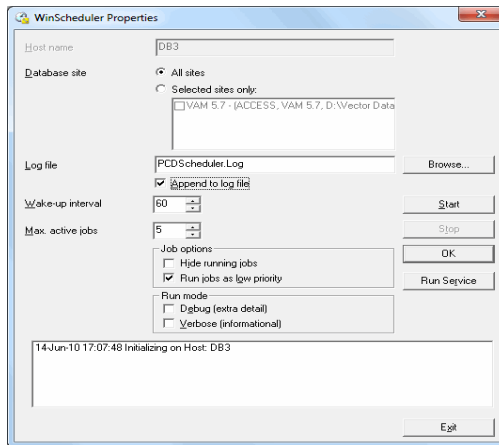 WinScheduler Properties
Host name
DB3
Database site
All sites
Selected sites only:
VAM 5.7 - (ACCESS, VAM 5.7, D:\Vector Data
Log file
PCDScheduler.Log
Browse...
Append to log file
Wake-up interval
60
Start
Max. active jobs
5
Stop
Job options
OK
Hide running jobs
Run jobs as low priority
Run Service
Run mode
Debug (extra detail)
Verbose (informational)
14-Jun-10 17:07:48 Initializing on Host: DB3
Exit